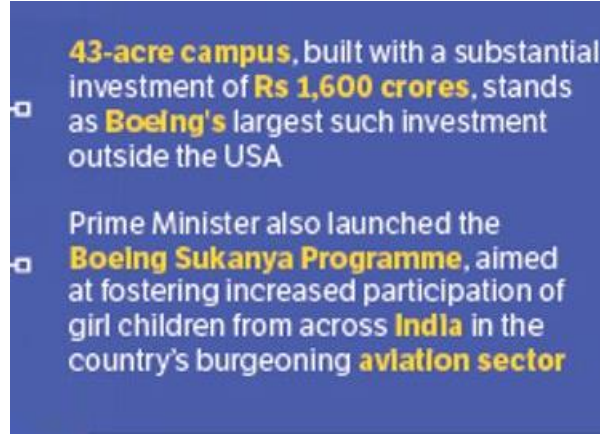 43-acre campus, built with a substantial
investment of Rs 1,600 crores, stands
as Boeing's largest such investment
outside the USA
Prime Minister also launched the
Boeing Sukanya Programme, aimed
at fostering increased participation of
girl children from across India in the
country’s burgeoning aviation sector